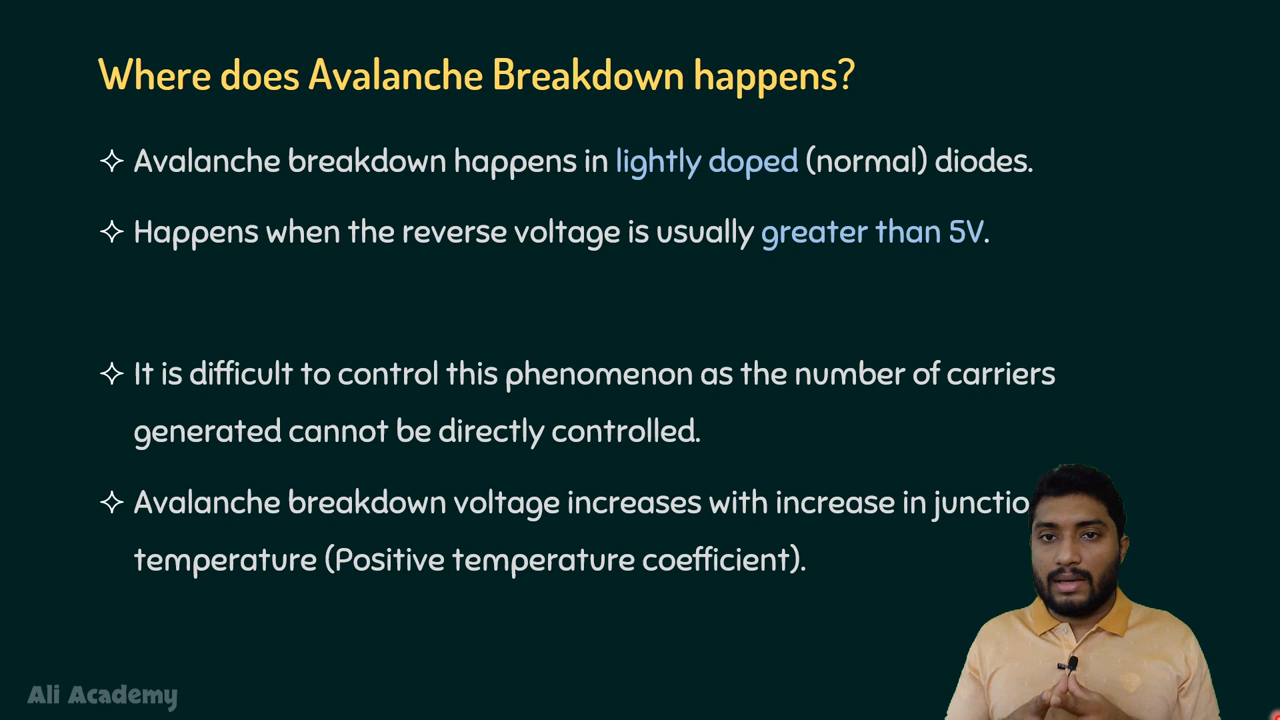 Where does Avalanche Breakdown happens?
Avalanche breakdown happens in lightly doped (normal) diodes.
Happens when the reverse voltage is usually greater than 5V.
It is difficult to control this phenomenon as the number of carriers
generated cannot be directly controlled.
Avalanche breakdown voltage increases with increase in junctio
temperature (Positive temperature coefficient).
Ali Academy